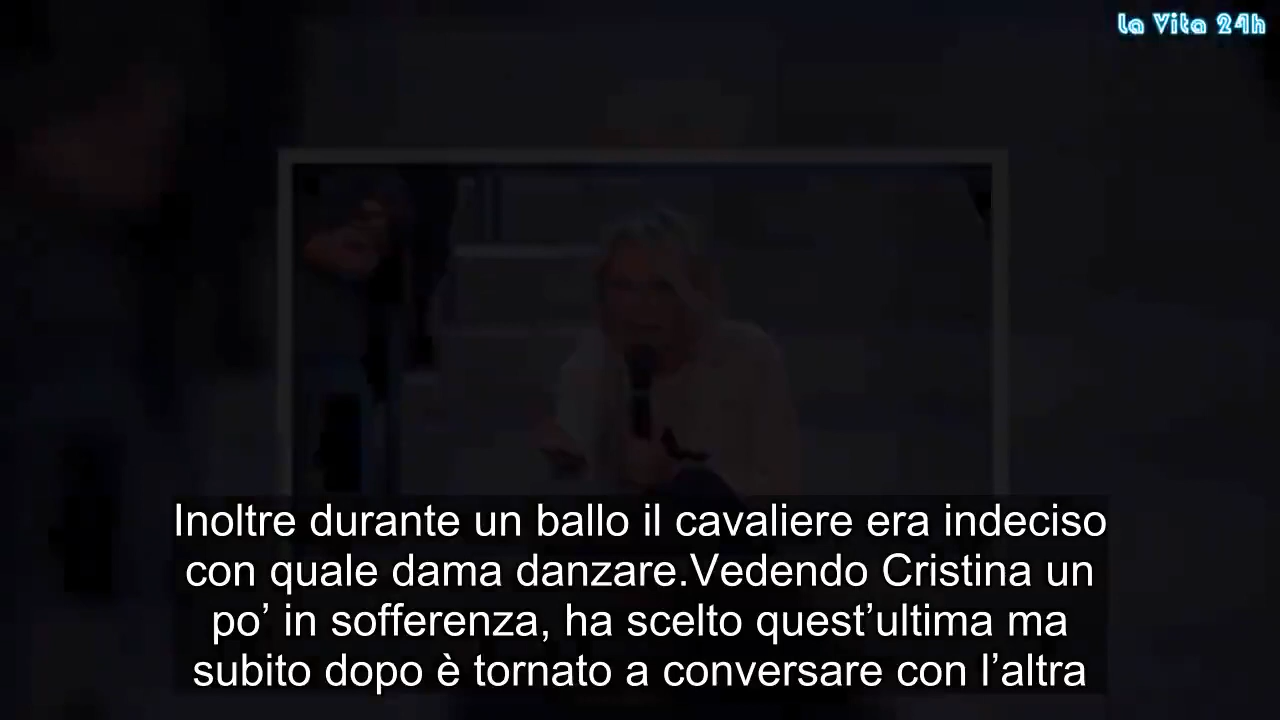 La Vita 24h
Inoltre durante un ballo il cavaliere era indeciso
con quale dama danzare.Vedendo Cristina un
po’ in sofferenza, ha scelto quest’ultima ma
subito dopo è tornato a conversare con l’altra